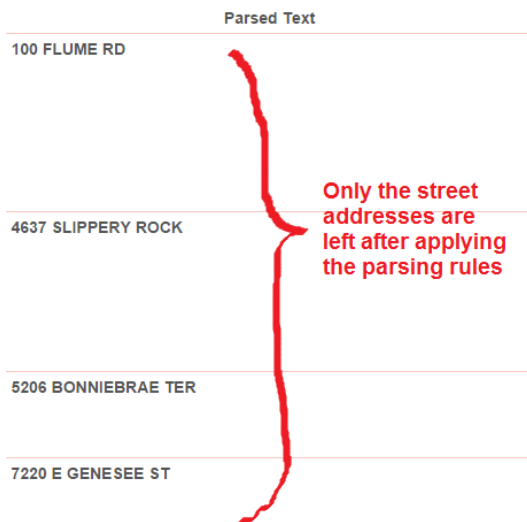 Parsed Text
100 FLUME RD
4637 SLIPPERY ROCK
Only the street
addresses are
left after applying
the parsing rules
5206 BONNIEBRAE TER
7220 E GENESEE ST